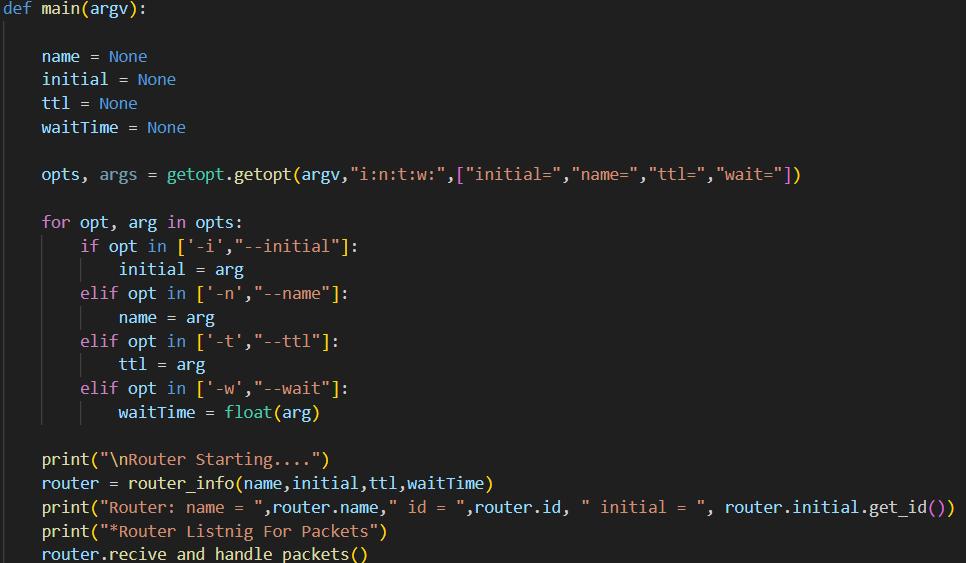 def main(argv):
name = None
initial = None
ttl = None
waitTime = None
opts, args = getopt.getopt(argv,"i:n:t:w:",["initial=","name=","ttl=","wait="])
for opt, arg in opts:
if opt in ['-i',"--initial"]:
initial = arg
elif opt in ['-n',"--name"]:
name = arg
elif opt in ['-t',"--ttl"]:
ttl = arg
elif opt in ['-w',"--wait"]:
waitTime = float(arg)
print("\nRouter Starting....")
router = router_info(name,initial,ttl,waitTime)
print("Router: name = ",router.name," id = ",router.id, " initial = ", router.initial.get_id())
print("*Router Listnig For Packets")
router.recive_and_handle_packets()